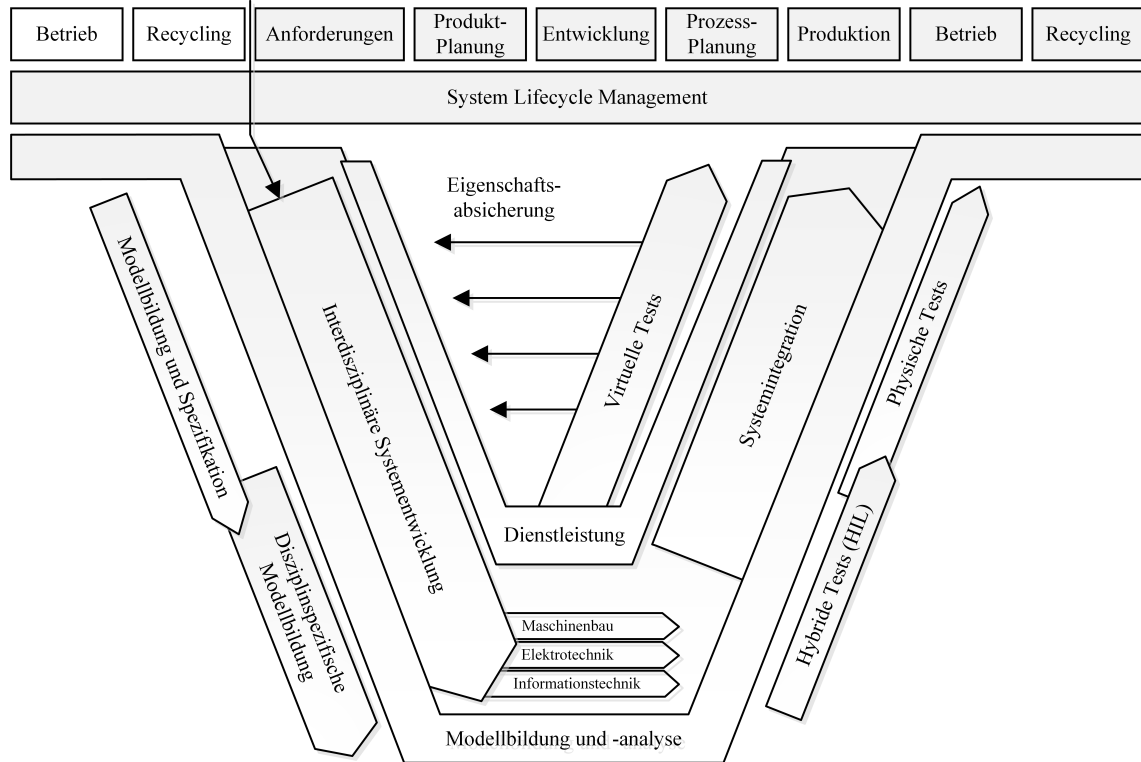 Betrieb
Recycling
Anforderungen
Produkt-
Planung
Entwicklung
Prozess-
Planung
Produktion
Betrieb
Recycling
System Lifecycle Management
Eigenschafts-
absicherung
Modellbildung und Spezifikation
Disziplinspezifische
Modellbildung
Interdisziplinäre Systementwicklung
Virtuelle Tests
Systemintegration
Physische Tests
Hybride Tests (HIL)
Dienstleistung
Maschinenbau
Elektrotechnik
Informationstechnik
Modellbildung und -analyse